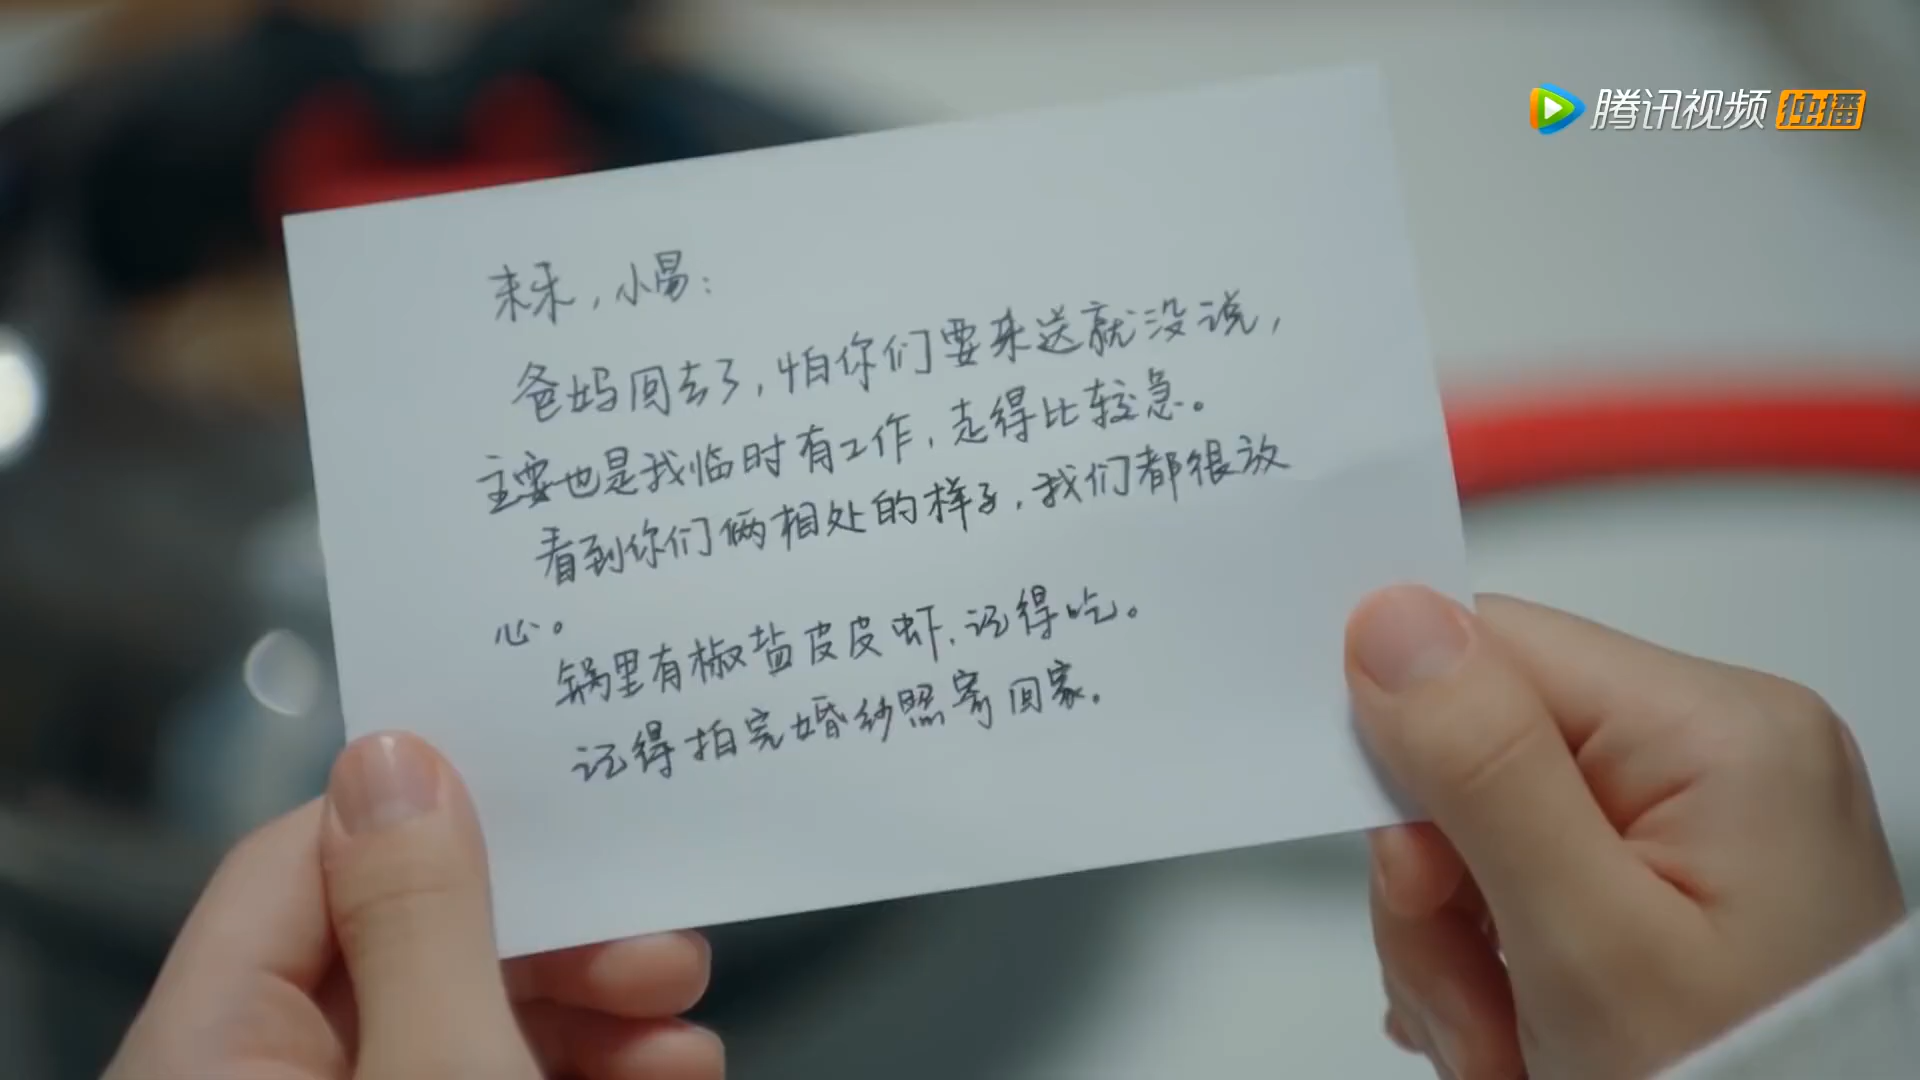 腾讯视频 独播
来来，小易：
爸妈回去了，怕你们要来送就没说，
主要也是我临时有工作，走得比较急。
看到你们俩相处的样子，我们都很放
心。
锅里有椒盐皮皮虾，记得吃。
记得拍完婚纱照寄回家。